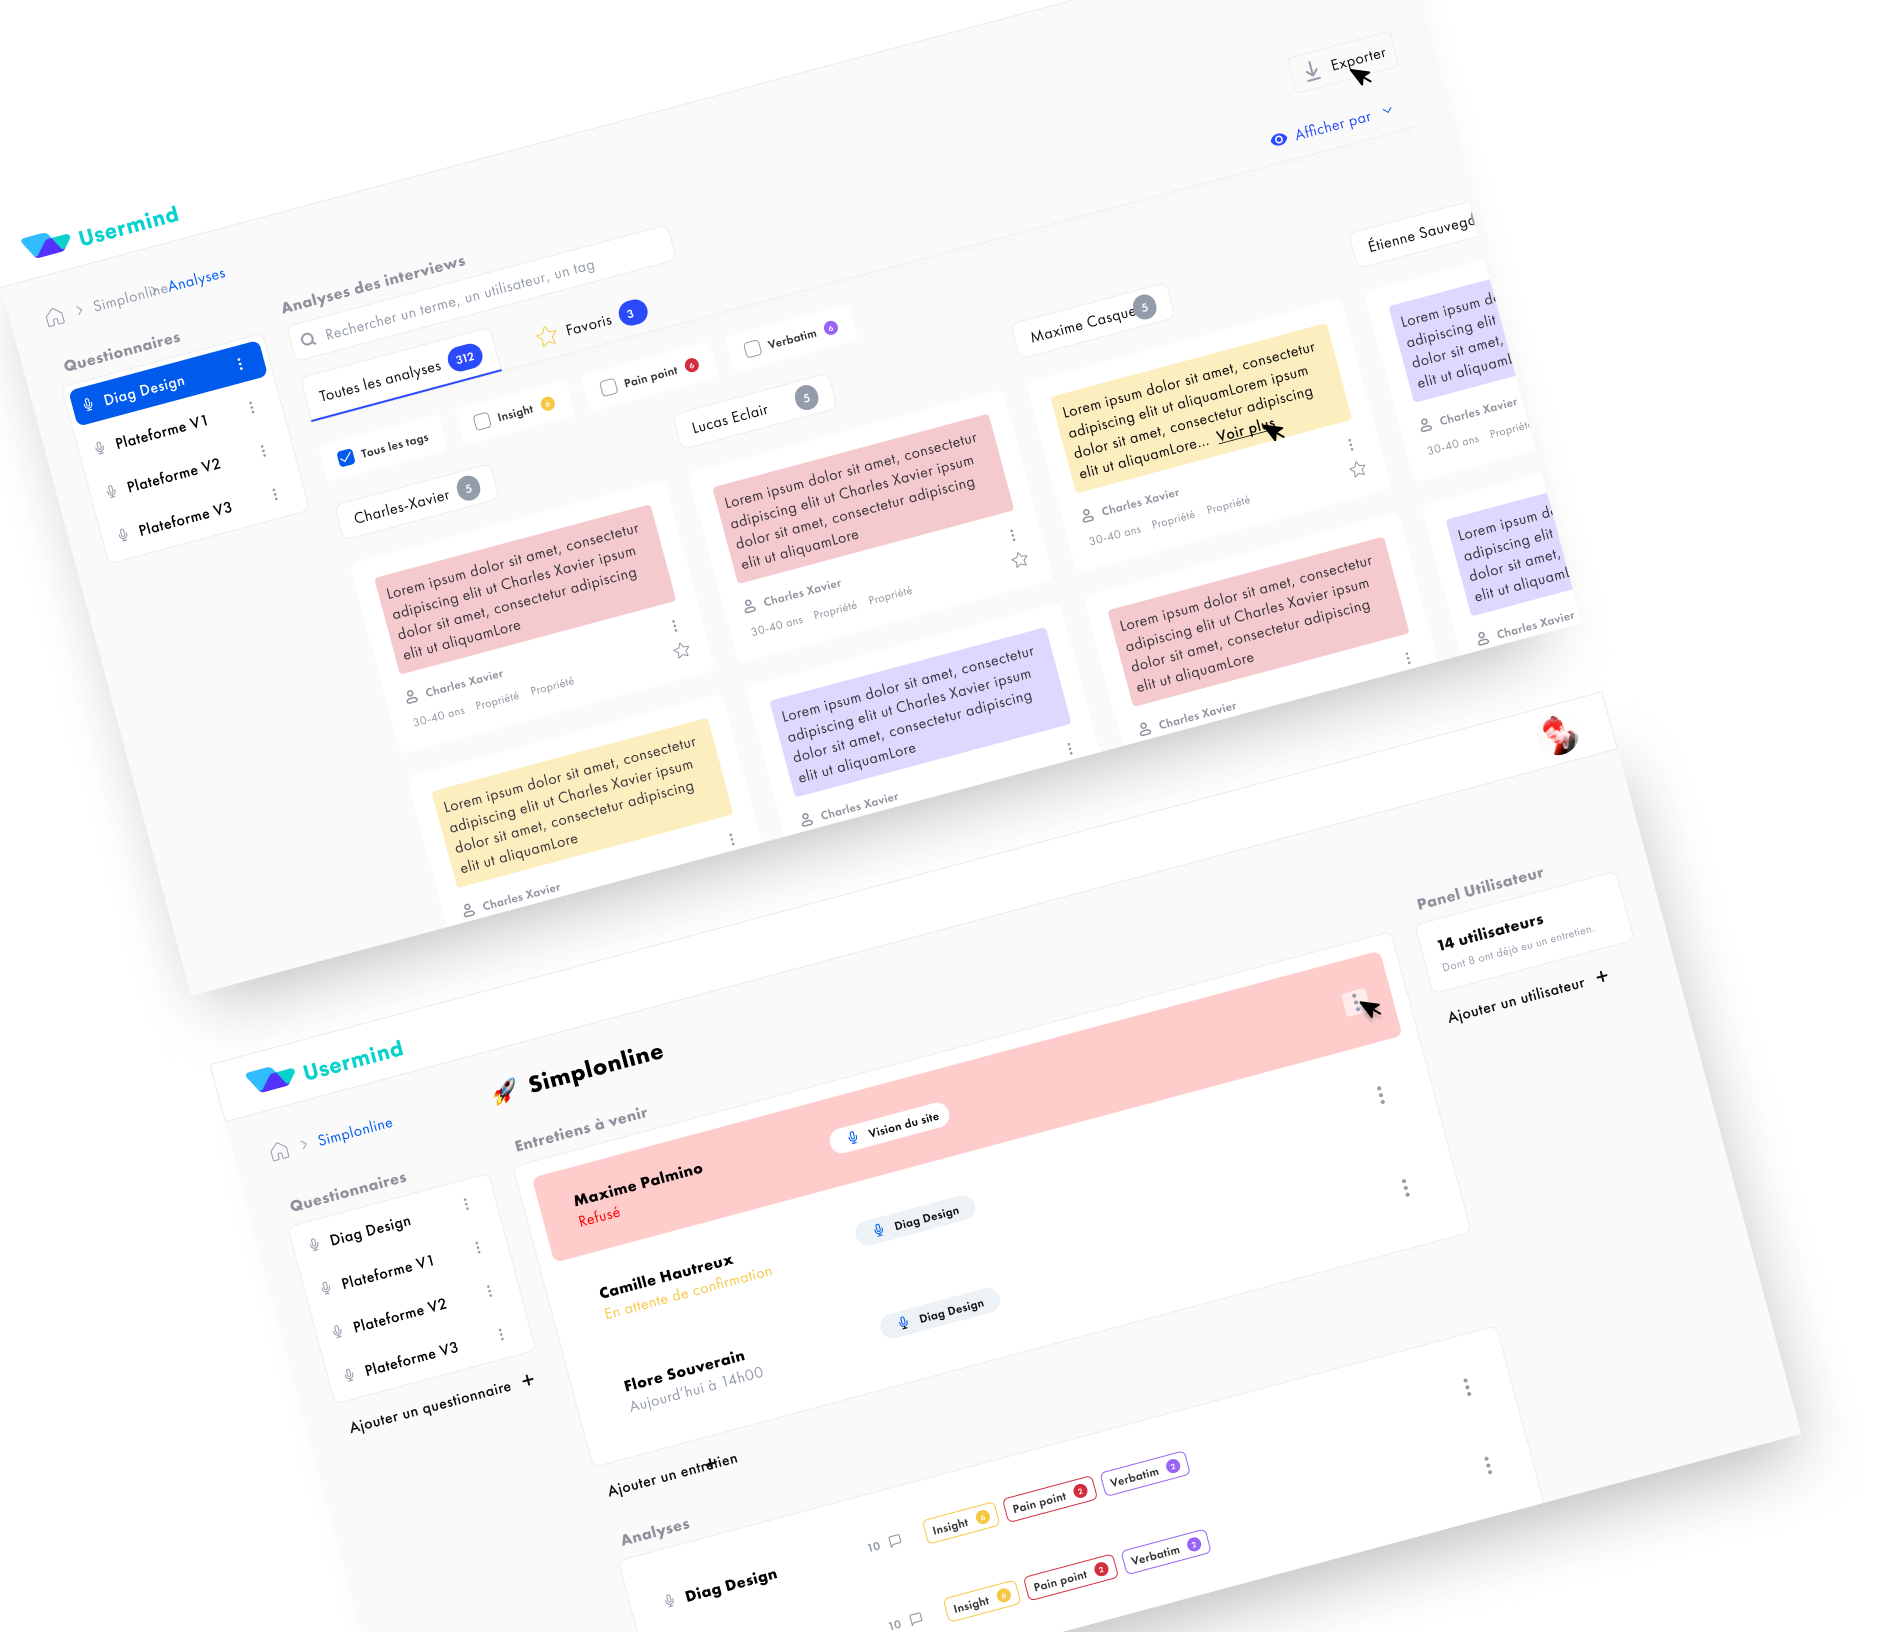 Exporter
Afficher par
Usermind
Simplonline
Analyses
Questionnaires
Diag Design
Plateforme V1
Plateforme V2
Plateforme V3
Analyses des interviews
Rechercher un terme, un utilisateur, un tag
Toutes les analyses 312
Favoris 3
Tous les tags
Insight 6
Pain point 6
Verbatim 6
Charles-Xavier 5
Lorem ipsum dolor sit amet, consectetur
adipiscing elit ut Charles Xavier ipsum
dolor sit amet, consectetur adipiscing
elit ut aliquamLore
Charles Xavier
30-40 ans Propriété Propriété
Lorem ipsum dolor sit amet, consectetur
adipiscing elit ut Charles Xavier ipsum
dolor sit amet, consectetur adipiscing
elit ut aliquamLore
Charles Xavier
Lucas Eclair 5
Lorem ipsum dolor sit amet, consectetur
adipiscing elit ut Charles Xavier ipsum
dolor sit amet, consectetur adipiscing
elit ut aliquamLore
Charles Xavier
30-40 ans Propriété Propriété
Lorem ipsum dolor sit amet, consectetur
adipiscing elit ut Charles Xavier ipsum
dolor sit amet, consectetur adipiscing
elit ut aliquamLore
Charles Xavier
Maxime Casque 5
Lorem ipsum dolor sit amet, consectetur
adipiscing elit ut aliquamLorem ipsum
dolor sit amet, consectetur adipiscing
elit ut aliquamLore... Voir plus
Charles Xavier
30-40 ans Propriété Propriété
Lorem ipsum dolor sit amet, consectetur
adipiscing elit ut Charles Xavier ipsum
dolor sit amet, consectetur adipiscing
elit ut aliquamLore
Charles Xavier
Étienne
Lorem ipsum
adipiscing elit
dolor sit amet,
elit ut
Charles Xavier
30-40 ans
Lorem ipsum
adipiscing elit
dolor sit amet,
elit ut
Charles Xavier
Usermind
Simplonline
Questionnaires
Diag Design
Plateforme V1
Plateforme V2
Plateforme V3
Ajouter un questionnaire +
🚀 Simplonline
Entretiens à venir
Maxime Palmino
Refusé
Vision du site
Camille Hautreux
En attente de confirmation
Diag Design
Flore Souverain
Aujourd'hui à 14h00
Diag Design
Ajouter un entretien +
Analyses
Diag Design
10 Insight 6 Pain point 2 Verbatim 2
10 Insight 6 Pain point 2 Verbatim 2
Panel Utilisateur
14 utilisateurs
Dont 8 ont déjà eu un entretien.
Ajouter un utilisateur +